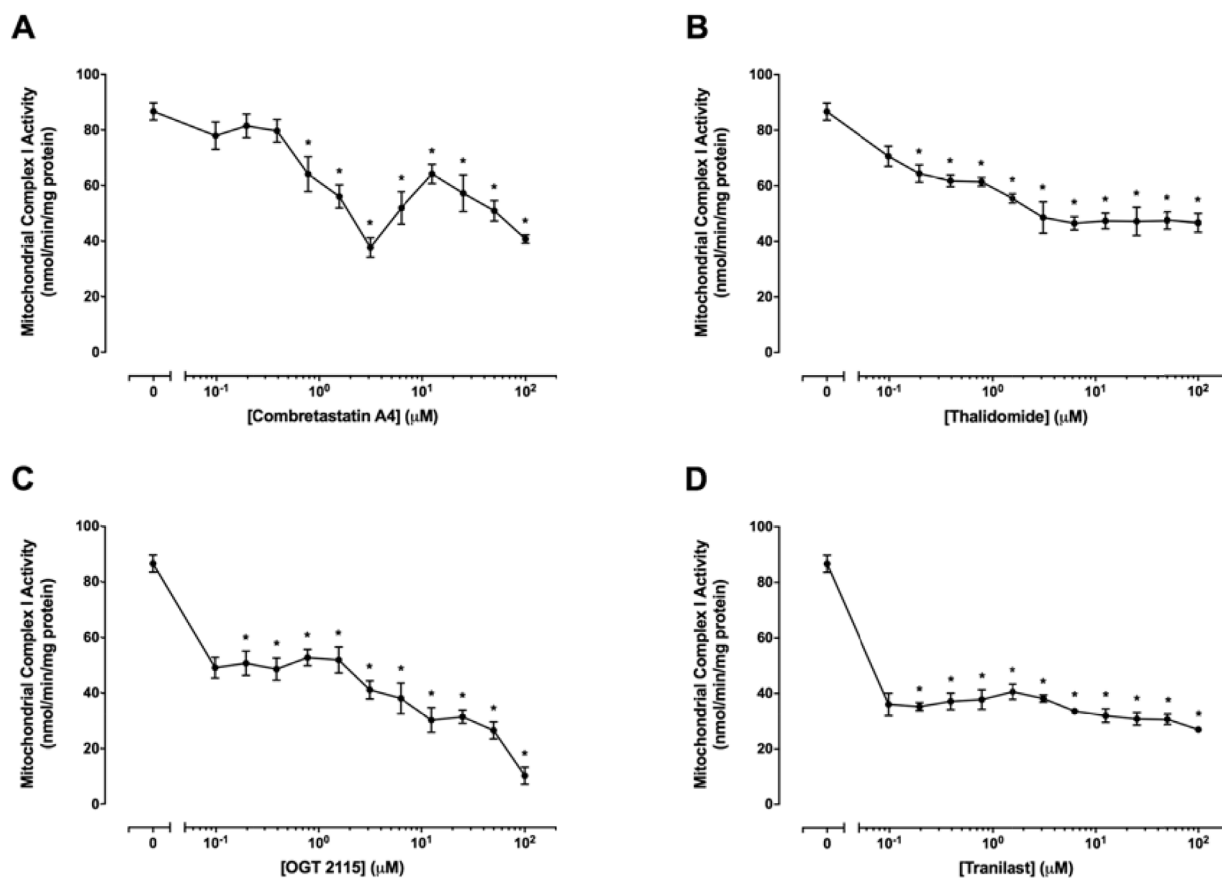 A
Mitochondrial Complex I Activity
(nmol/min/mg protein)
100
80
60
40
20
0
* * * * * * * *
0 10⁻¹ 10⁰ 10¹ 10²
[Combretastatin A4] (μM)
B
Mitochondrial Complex I Activity
(nmol/min/mg protein)
100
80
60
40
20
0
* * * * * * * * * *
0 10⁻¹ 10⁰ 10¹ 10²
[Thalidomide] (μM)
C
Mitochondrial Complex I Activity
(nmol/min/mg protein)
100
80
60
40
20
0
* * * * * * * * * *
0 10⁻¹ 10⁰ 10¹ 10²
[OGT 2115] (μM)
D
Mitochondrial Complex I Activity
(nmol/min/mg protein)
100
80
60
40
20
0
* * * * * * * * * *
0 10⁻¹ 10⁰ 10¹ 10²
[Tranilast] (μM)